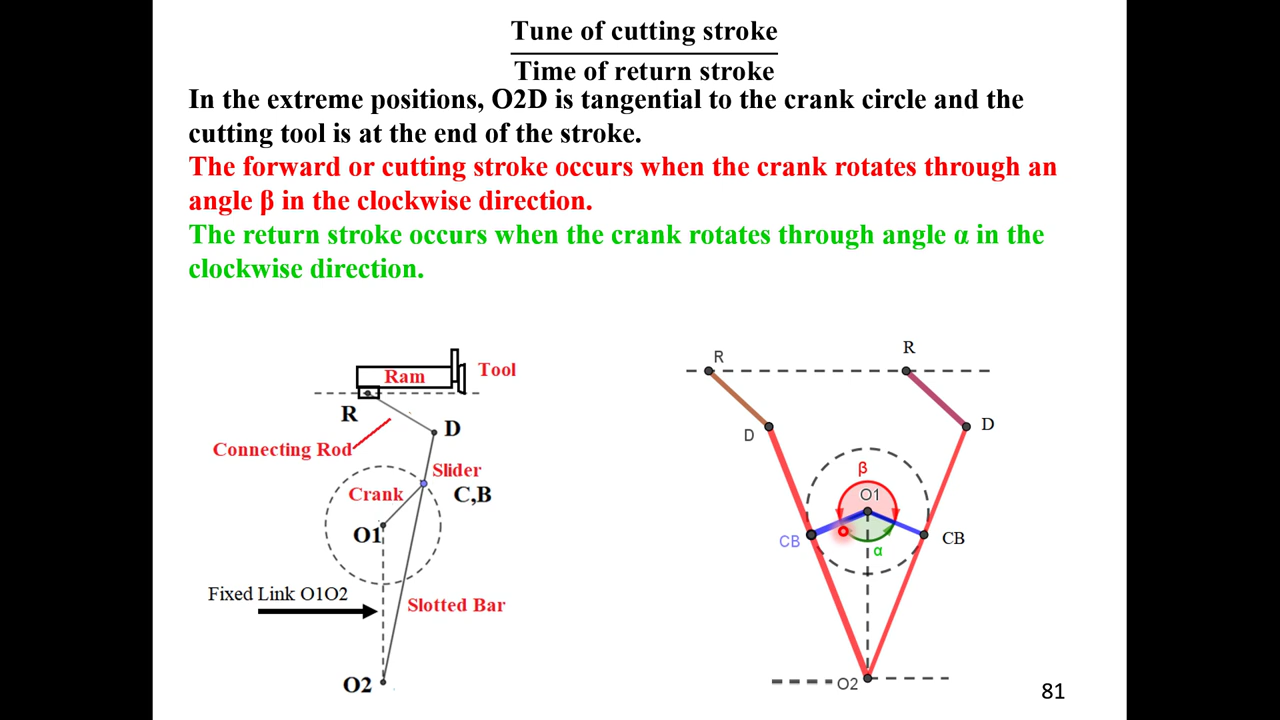 Tune of cutting stroke
Time of return stroke
In the extreme positions, O2D is tangential to the crank circle and the
cutting tool is at the end of the stroke.
The forward or cutting stroke occurs when the crank rotates through an
angle β in the clockwise direction.
The return stroke occurs when the crank rotates through angle α in the
clockwise direction.
Ram
Tool
R
D
Connecting Rod
Slider
Crank
C,B
O1
Fixed Link O1O2
Slotted Bar
O2
R
R
D
D
β
O1
CB
CB
α
O2
81